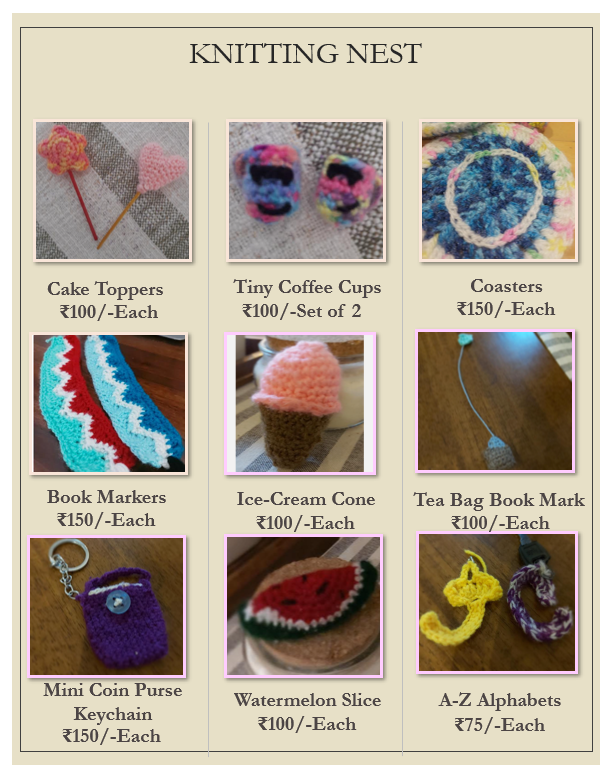 KNITTING NEST
Cake Toppers
₹100/-Each
Tiny Coffee Cups
₹100/-Set of 2
Coasters
₹150/-Each
Book Markers
₹150/-Each
Ice-Cream Cone
₹100/-Each
Tea Bag Book Mark
₹100/-Each
Mini Coin Purse
Keychain
₹150/-Each
Watermelon Slice
₹100/-Each
A-Z Alphabets
₹75/-Each